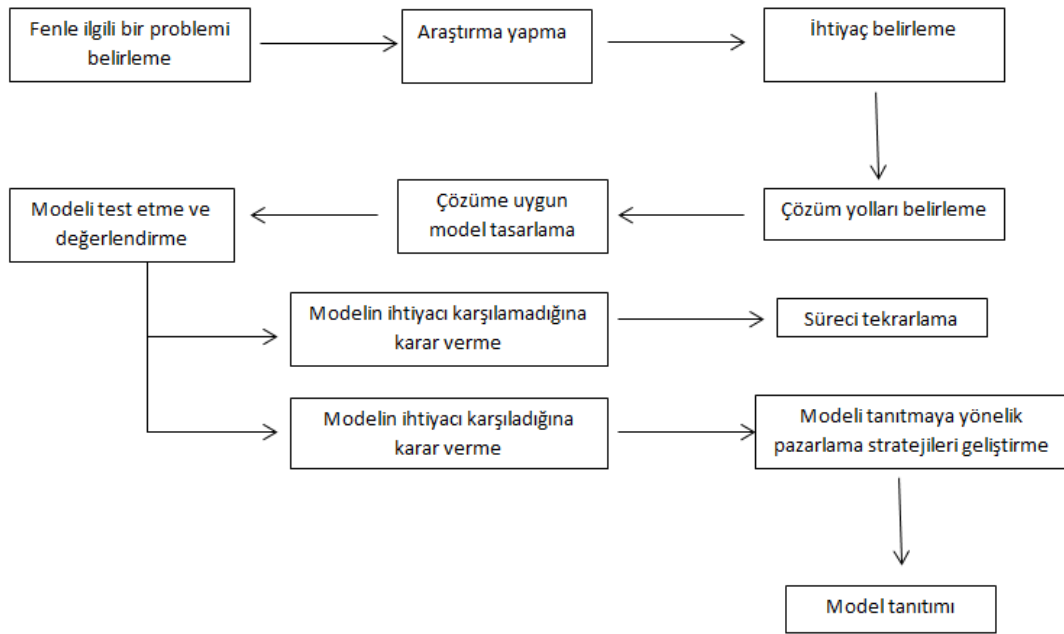 Fenle ilgili bir problemi
belirleme
Araştırma yapma
İhtiyaç belirleme
Çözüm yolları belirleme
Çözüme uygun
model tasarlama
Modeli test etme ve
değerlendirme
Modelin ihtiyacı karşılamadığına
karar verme
Süreci tekrarlama
Modelin ihtiyacı karşıladığına
karar verme
Modeli tanıtmaya yönelik
pazarlama stratejileri geliştirme
Model tanıtımı